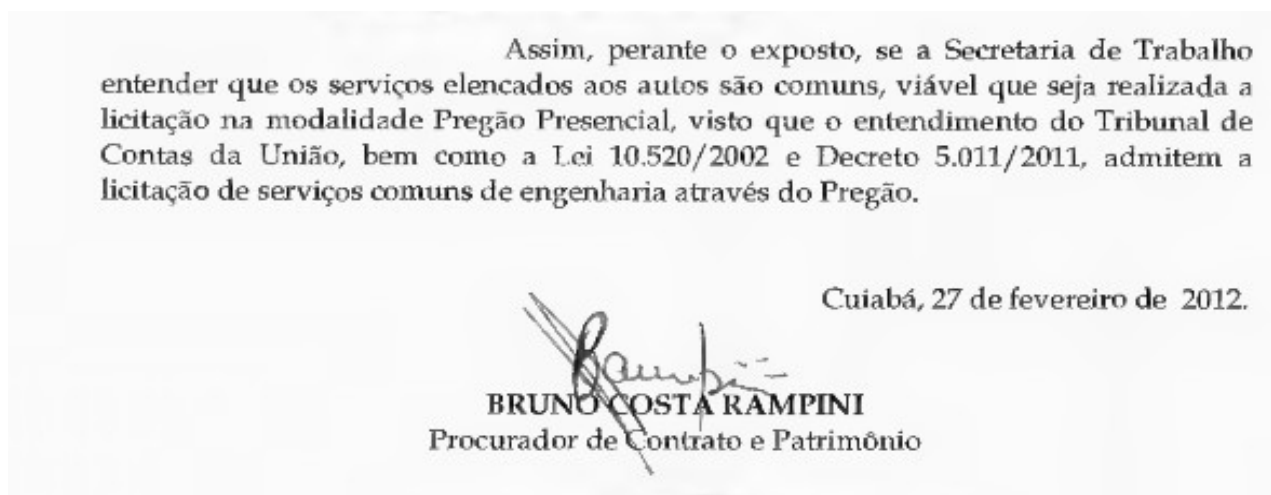 Assim, perante o exposto, se a Secretaria de Trabalho
entender que os serviços elencados aos autos são comuns, viável que seja realizada a
licitação na modalidade Pregão Presencial, visto que o entendimento do Tribunal de
Contas da União, bem como a Lei 10.520/2002 e Decreto 5.011/2011, admitem a
licitação de serviços comuns de engenharia através do Pregão.
Cuiabá, 27 de fevereiro de 2012.
BRUNO COSTA RAMPINI
Procurador de Contrato e Patrimônio